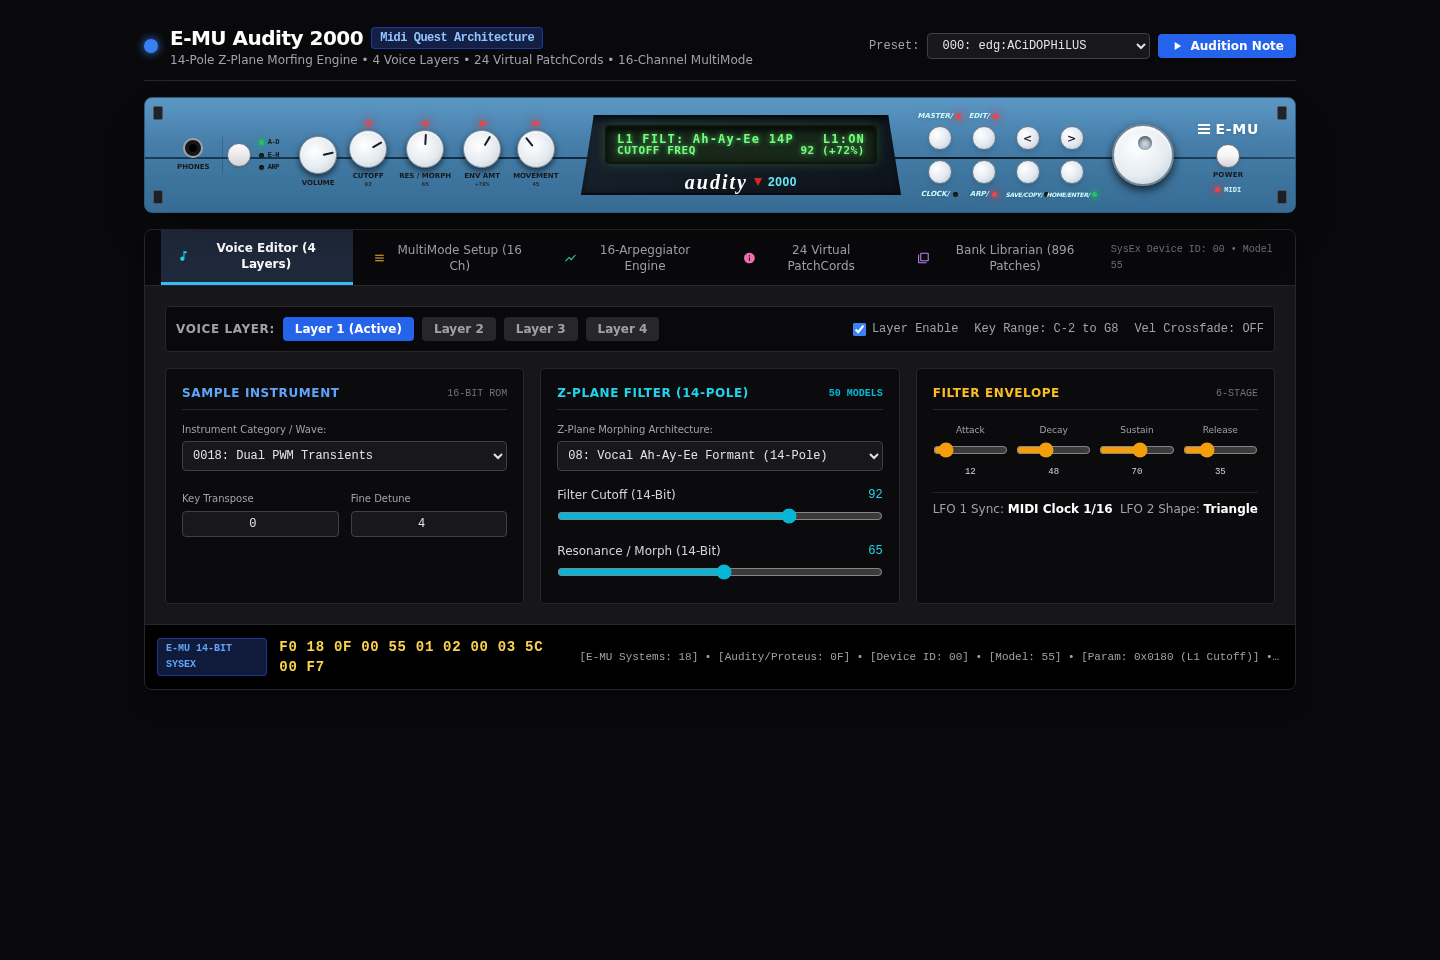 E-MU Audity 2000 Midi Quest Architecture
14-Pole Z-Plane Morfing Engine • 4 Voice Layers • 24 Virtual PatchCords • 16-Channel MultiMode
Preset: 000: edg:ACiDOPHiLUS Audition Note
PHONES
A-D
E-H
ARP
VOLUME
CUTOFF
92
RES / MORPH
65
ENV AMT
+78%
MOVEMENT
45
L1 FILT: Ah-Ay-Ee 14P L1:ON
CUTOFF FREQ 92 (+72%)
audity 2000
MASTER/ EDIT/
< >
CLOCK/ ARP/ SAVE/COPY/ HOME/ENTER/
E-MU
POWER
MIDI
Voice Editor (4
Layers)
MultiMode Setup (16
Ch)
16-Arpeggiator
Engine
24 Virtual
PatchCords
Bank Librarian (896
Patches)
SysEx Device ID: 00 • Model
55
VOICE LAYER: Layer 1 (Active) Layer 2 Layer 3 Layer 4 Layer Enable Key Range: C-2 to G8 Vel Crossfade: OFF
SAMPLE INSTRUMENT 16-BIT ROM
Instrument Category / Wave:
0018: Dual PWM Transients
Key Transpose Fine Detune
0 4
Z-PLANE FILTER (14-POLE) 50 MODELS
Z-Plane Morphing Architecture:
08: Vocal Ah-Ay-Ee Formant (14-Pole)
Filter Cutoff (14-Bit) 92
Resonance / Morph (14-Bit) 65
FILTER ENVELOPE 6-STAGE
Attack Decay Sustain Release
12 48 70 35
LFO 1 Sync: MIDI Clock 1/16 LFO 2 Shape: Triangle
E-MU 14-BIT
SYSEX
F0 18 0F 00 55 01 02 00 03 5C
00 F7
[E-MU Systems: 18] • [Audity/Proteus: 0F] • [Device ID: 00] • [Model: 55] • [Param: 0x0180 (L1 Cutoff)] •…